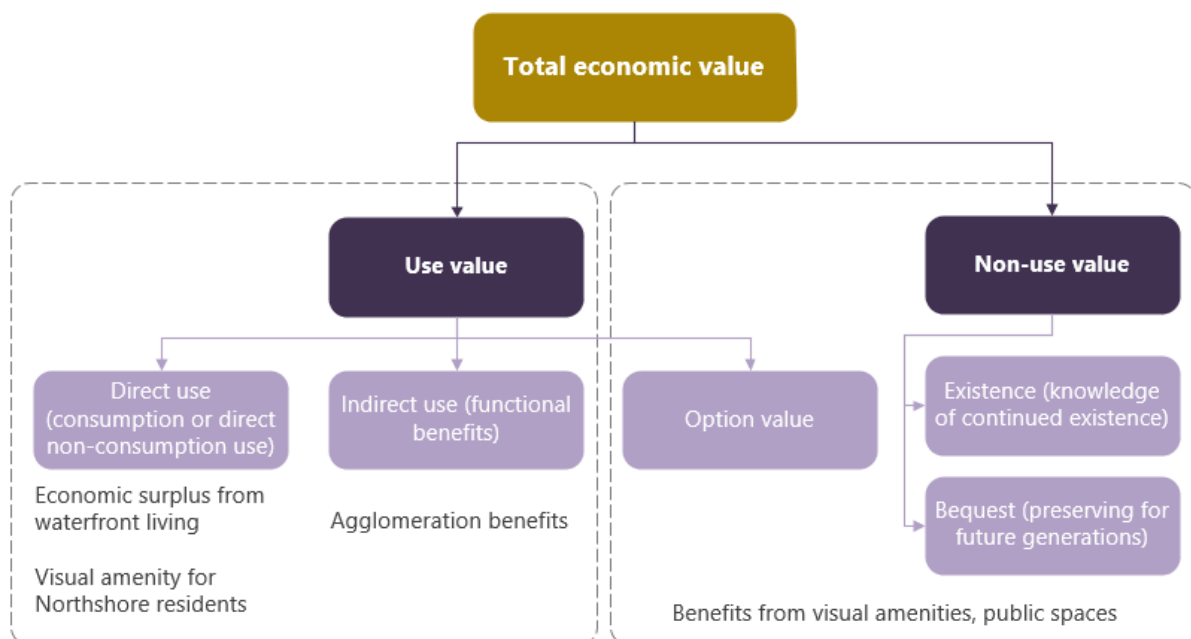 Total economic value
Use value
Non-use value
Direct use
(consumption or direct
non-consumption use)
Indirect use (functional
benefits)
Option value
Existence (knowledge
of continued existence)
Bequest (preserving for
future generations)
Economic surplus from
waterfront living
Visual amenity for
Northshore residents
Agglomeration benefits
Benefits from visual amenities, public spaces